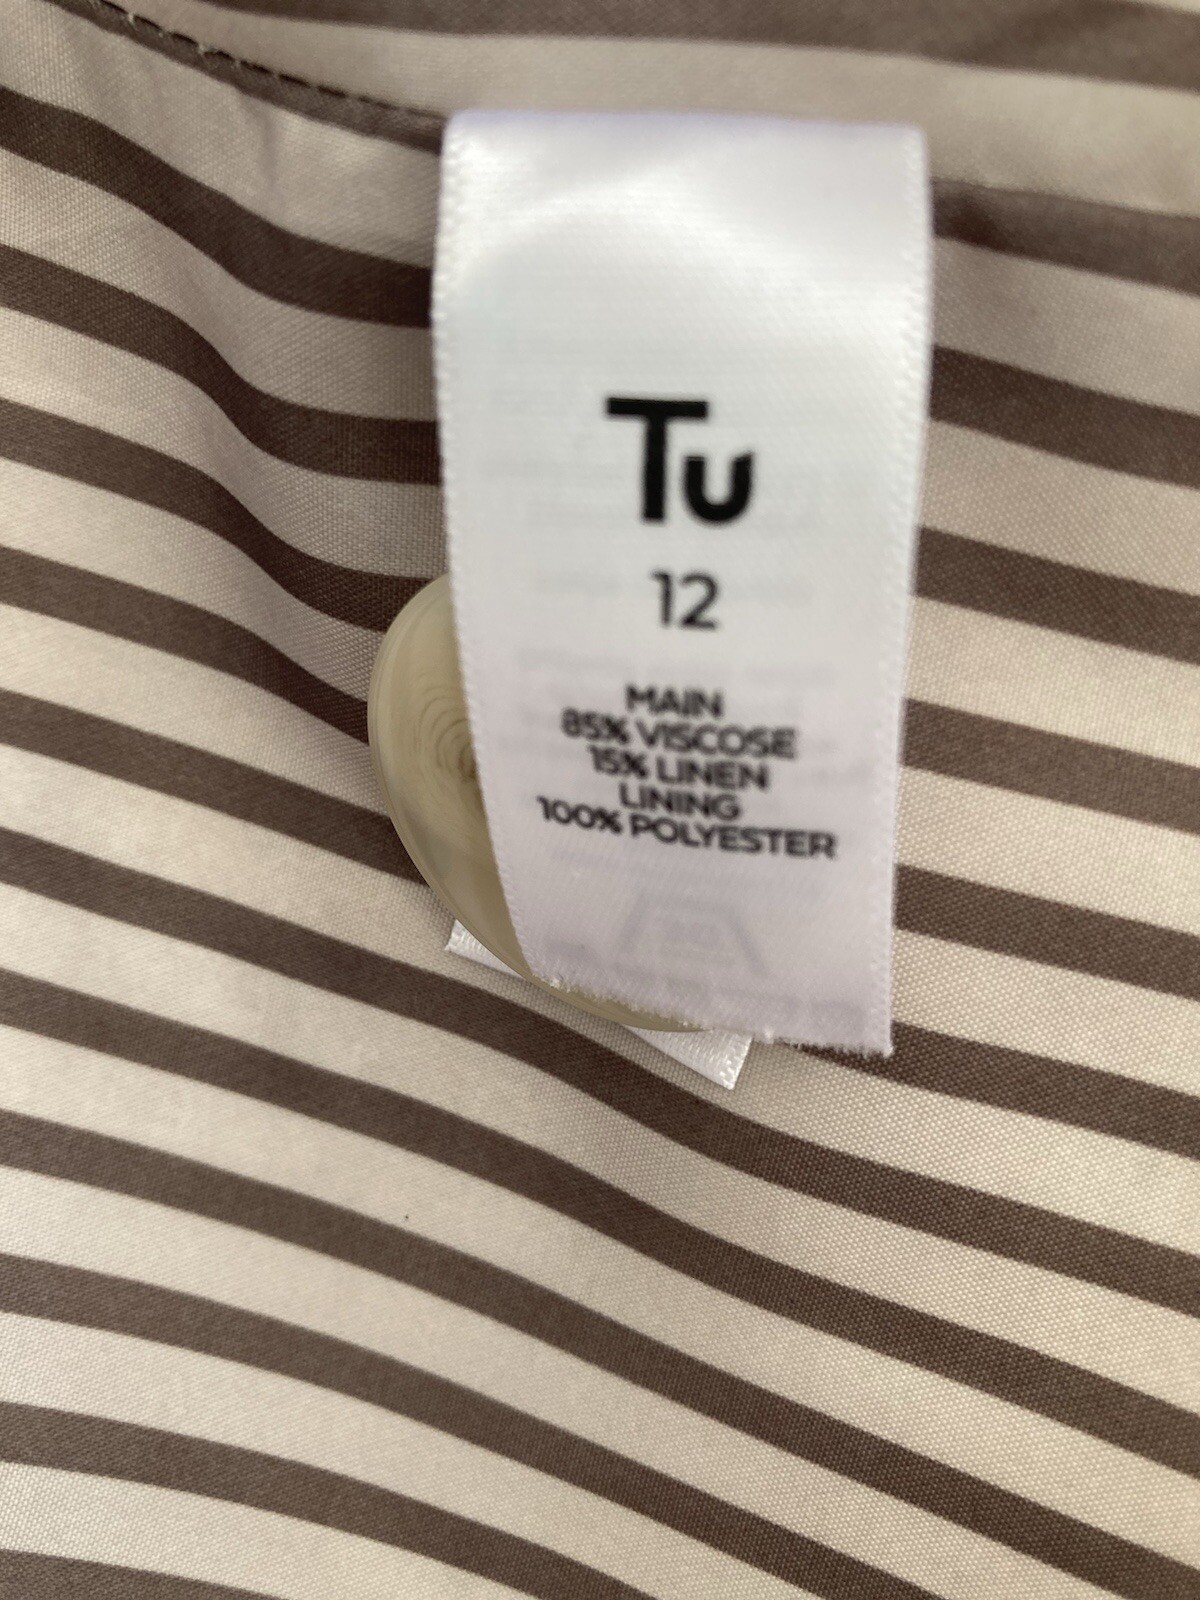 Tu
12
MAIN
85% VISCOSE
15% LINEN
LINING
100% POLYESTER